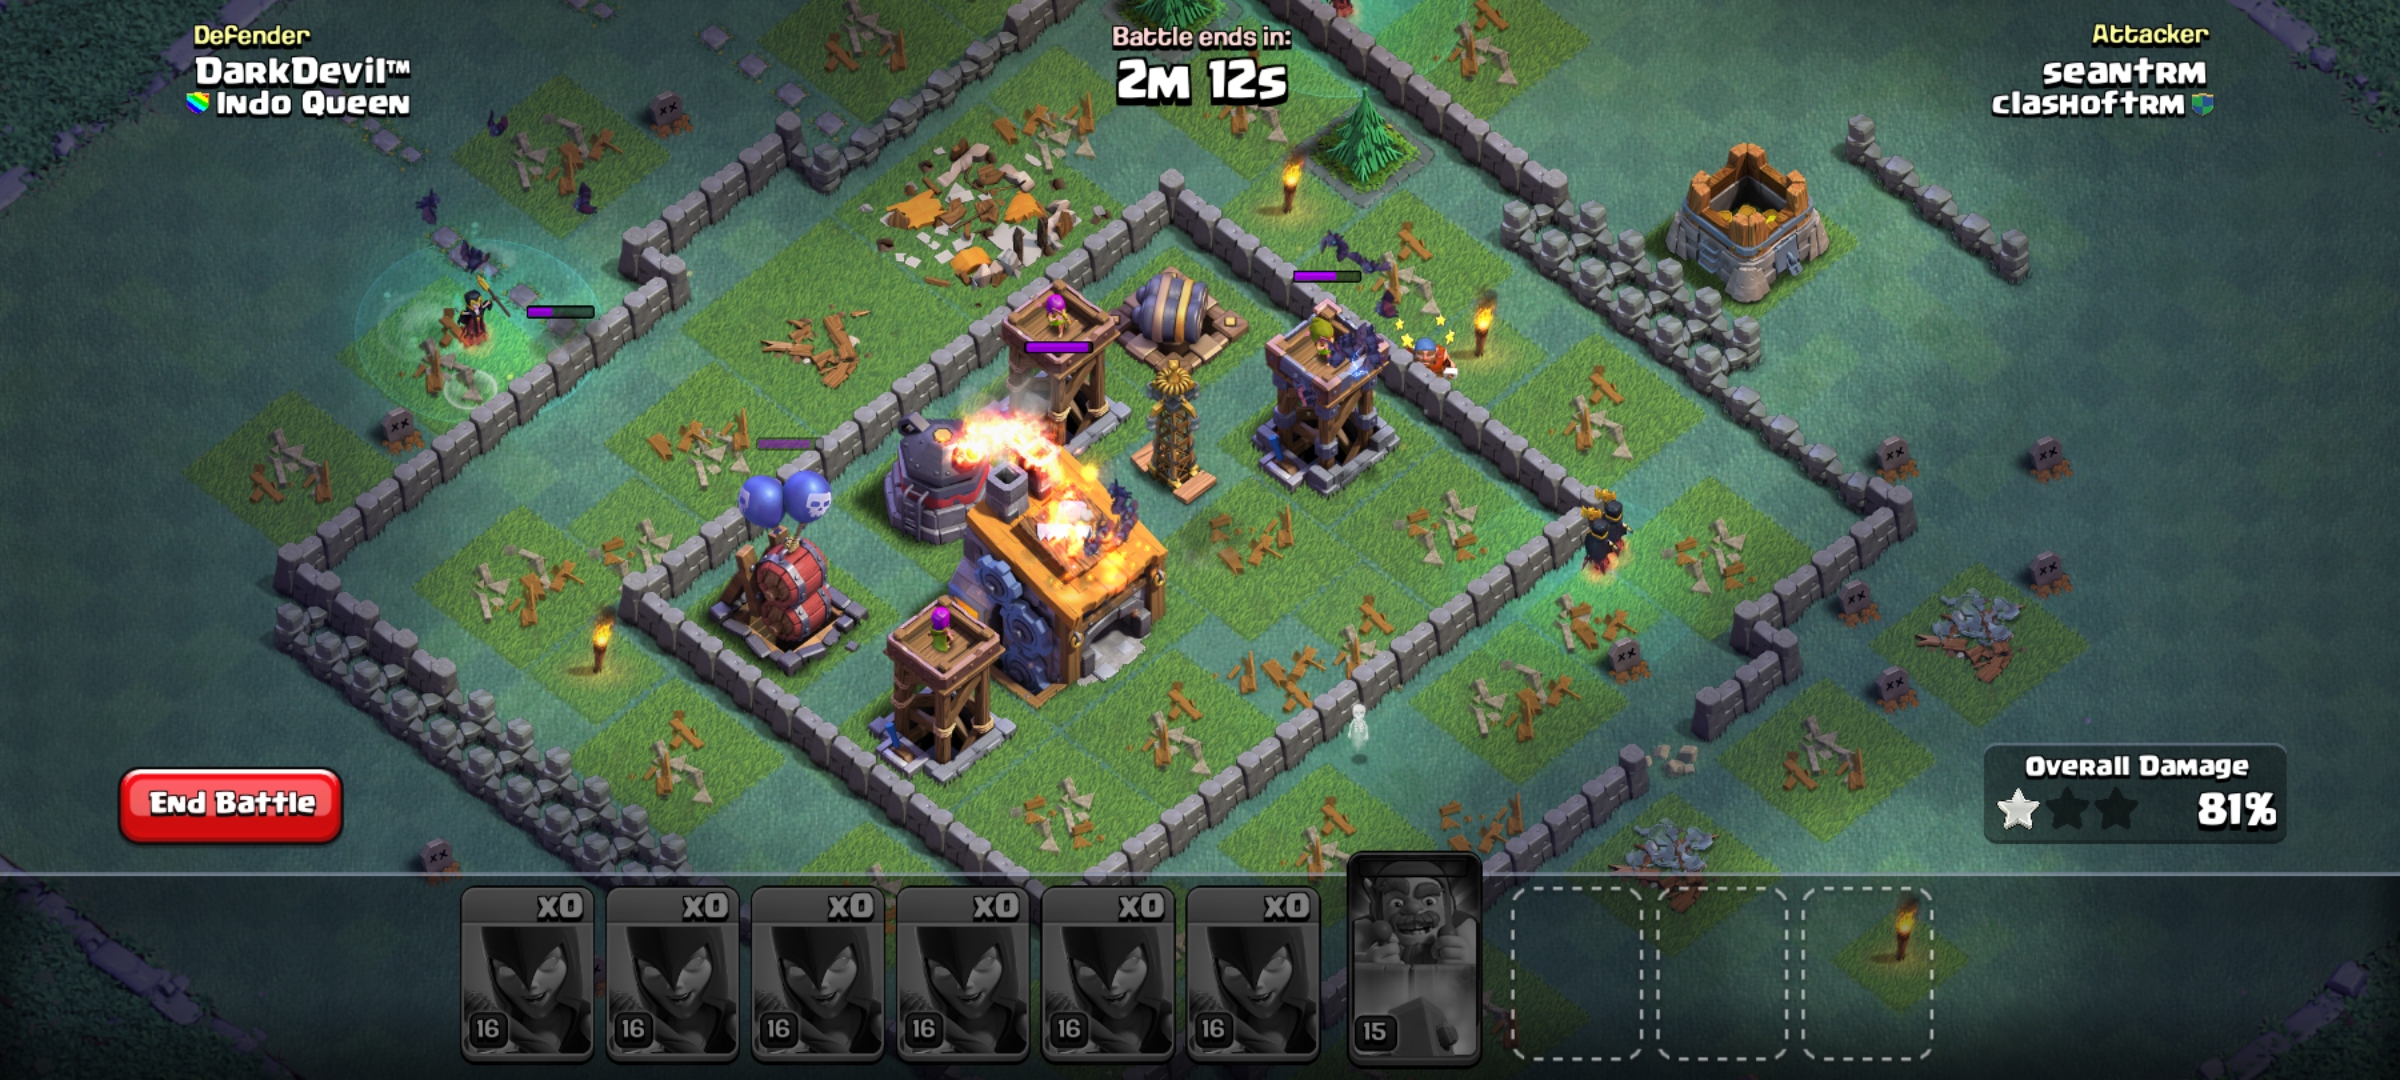 Defender
DarkDevil™
Indo Queen
Battle ends in:
2M 12s
Attacker
seantRM
clashoftRM
End Battle
Overall Damage
81%
x0
x0
x0
x0
x0
x0
16
16
16
16
16
16
15